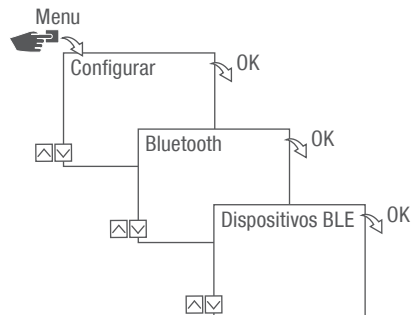 Menu
Configurar
OK
Bluetooth
OK
Dispositivos BLE
OK